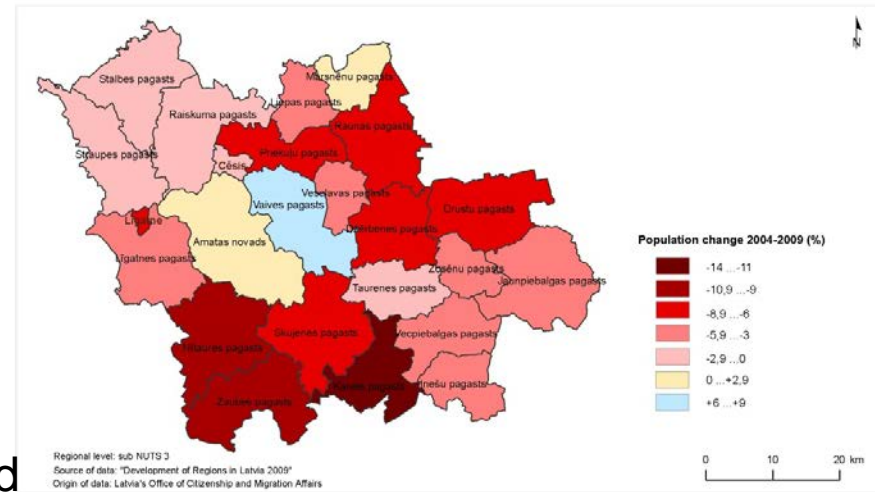 N
Stalbes pagasts
Mārsnēnu pagasts
Liepas pagasts
Raiskuma pagasts
Raunas pagasts
Straupes pagasts
Priekuļu pagasts
Cēsis
Veselavas pagasts
Vaives pagasts
Drustu pagasts
Līgatne
Amatas novads
Dzērbenes pagasts
Līgatnes pagasts
Zosēnu pagasts
Jaunpiebalgas pagasts
Taurenes pagasts
Skujenes pagasts
Vecpiebalgas pagasts
Nītaures pagasts
Kaives pagasts
Inešu pagasts
Zaubes pagasts
Population change 2004-2009 (%)
-14 ...-11
-10,9 ...-9
-8,9 ...-6
-5,9 ...-3
-2,9 ...0
0 ...+2,9
+6 ...+9
d
Regional level: sub NUTS 3
Source of data: "Development of Regions in Latvia 2009"
Origin of data: Latvia's Office of Citizenship and Migration Affairs
0 10 20 km